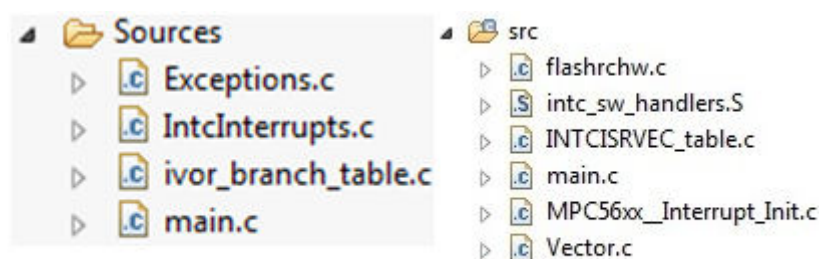 Sources
Exceptions.c
IntcInterrupts.c
ivor_branch_table.c
main.c
src
flashrchw.c
intc_sw_handlers.S
INTCISRVEC_table.c
main.c
MPC56xx__Interrupt_Init.c
Vector.c